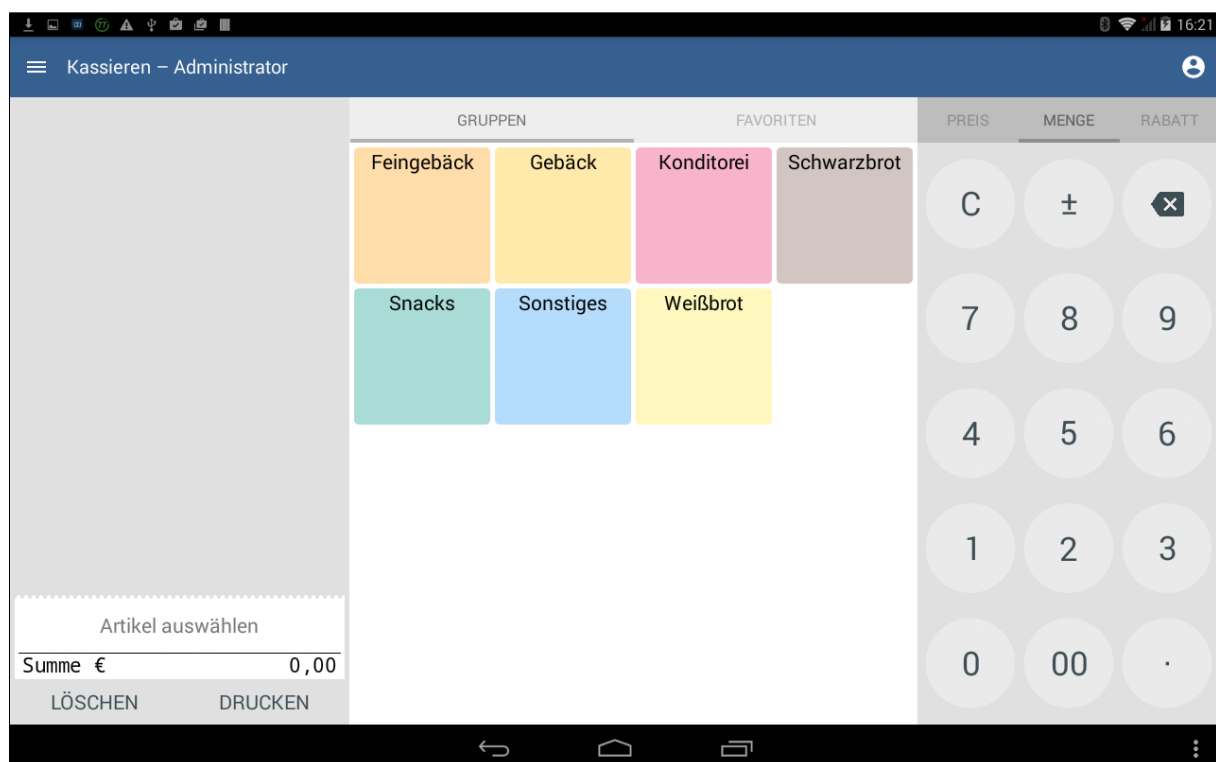 16:21
Kassieren – Administrator
GRUPPEN FAVORITEN PREIS MENGE RABATT
Feingebäck Gebäck Konditorei Schwarzbrot
C ±
Snacks Sonstiges Weißbrot
7 8 9
4 5 6
1 2 3
Artikel auswählen
Summe € 0,00
0 00 .
LÖSCHEN DRUCKEN